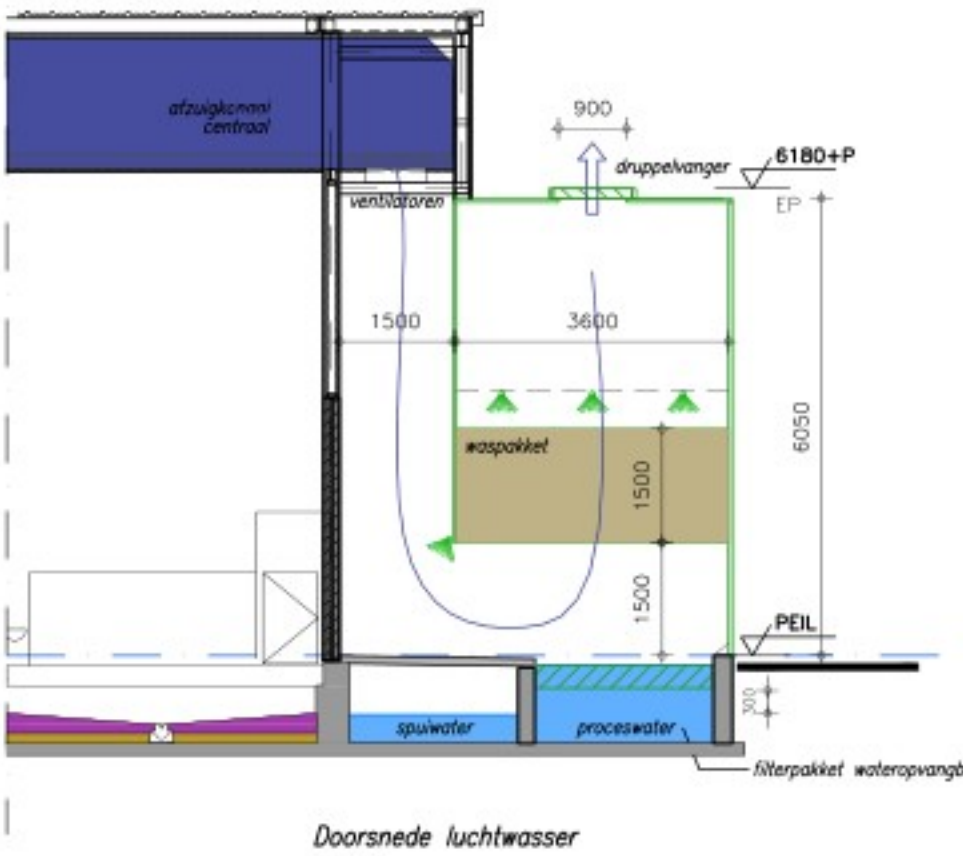 afzuigkanaal
centraal
900
druppelvanger
6180+P
EP
ventilatoren
1500
3600
6050
waspakket
1500
1500
PEIL
300
spuiwater
proceswater
filterpakket wateropvangb
Doorsnede luchtwasser